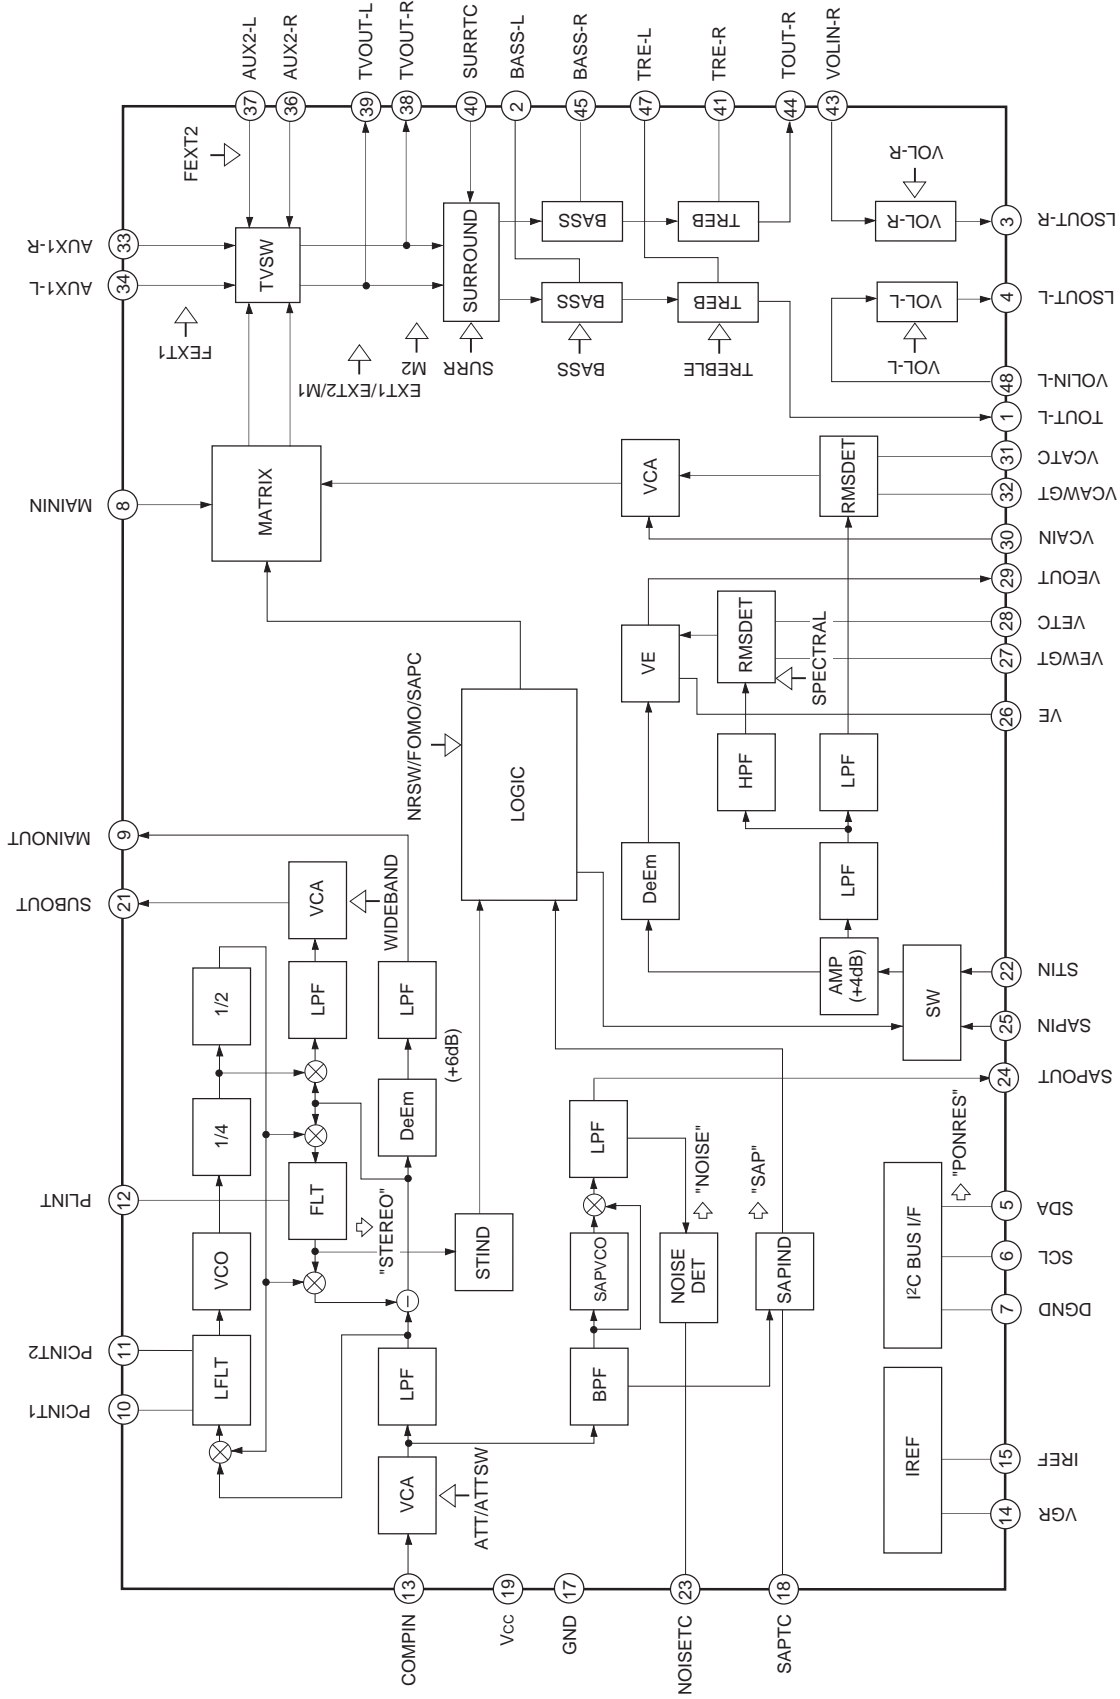 AUX2-L
AUX2-R
TVOUT-L
TVOUT-R
SURRTC
BASS-L
BASS-R
TRE-L
TRE-R
TOUT-R
VOLIN-R
37
36
39
38
40
2
45
47
41
44
43
FEXT2
AUX1-R
33
AUX1-L
34
FEXT1
TVSW
EXT1/EXT2/M1
M2
SURROUND
SURR
BASS
BASS
BASS
TREB
TREB
TREBLE
VOL-R
VOL-R
VOL-L
VOL-L
3
LSOUT-R
4
LSOUT-L
48
VOLIN-L
1
TOUT-L
31
VCATC
32
VCAWGT
30
VCAIN
29
VEOUT
28
VETC
27
VEWGT
26
VE
MAININ
8
MATRIX
VCA
RMSDET
VE
RMSDET
SPECTRAL
HPF
LPF
NRSW/FOMO/SAPC
LOGIC
DeEm
LPF
AMP
(+4dB)
SW
22
STIN
25
SAPIN
24
SAPOUT
MAINOUT
9
SUBOUT
21
VCA
WIDEBAND
1/2
LPF
LPF
(+6dB)
1/4
DeEm
PLINT
12
FLT
"STEREO"
STIND
VCO
PCINT2
11
PCINT1
10
LFLT
−
LPF
VCA
ATT/ATTSW
LPF
SAPVCO
BPF
NOISE
DET
"NOISE"
SAPIND
"SAP"
I2C BUS I/F
"PONRES"
5
SDA
6
SCL
7
DGND
IREF
15
IREF
14
VGR
13
19
17
23
18
COMPIN
VCC
GND
NOISETC
SAPTC